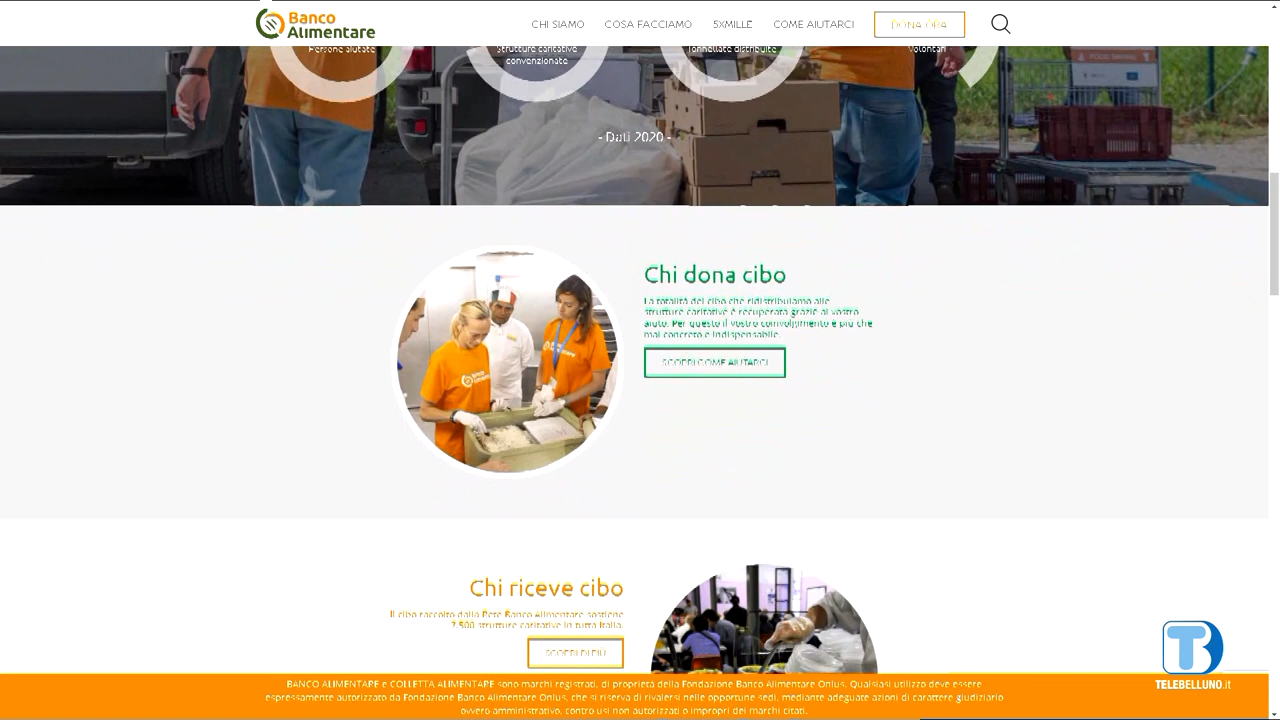 Banco
Alimentare
CHI SIAMO
COSA FACCIAMO
5XMILLE
COME AIUTARCI
DONA ORA
Persone aiutate
Strutture caritative
convenzionate
Tonnellate distribuite
Volontari
- Dati 2020 -
Chi dona cibo
La totalità del cibo che ridistribuiamo alle
strutture caritative è recuperata grazie al vostro
aiuto. Per questo il vostro coinvolgimento è più che
mai concreto e indispensabile.
SCOPRI COME AIUTARCI
Chi riceve cibo
Il cibo raccolto dalla Rete Banco Alimentare sostiene
7.500 strutture caritative in tutta Italia.
SCOPRI DI PIÙ
BANCO ALIMENTARE e COLLETTA ALIMENTARE sono marchi registrati, di proprietà della Fondazione Banco Alimentare Onlus. Qualsiasi utilizzo deve essere
espressamente autorizzato da Fondazione Banco Alimentare Onlus, che si riserva di rivalersi nelle opportune sedi, mediante adeguate azioni di carattere giudiziario
ovvero amministrativo, contro usi non autorizzati o impropri dei marchi citati.
TELEBELLUNO.it